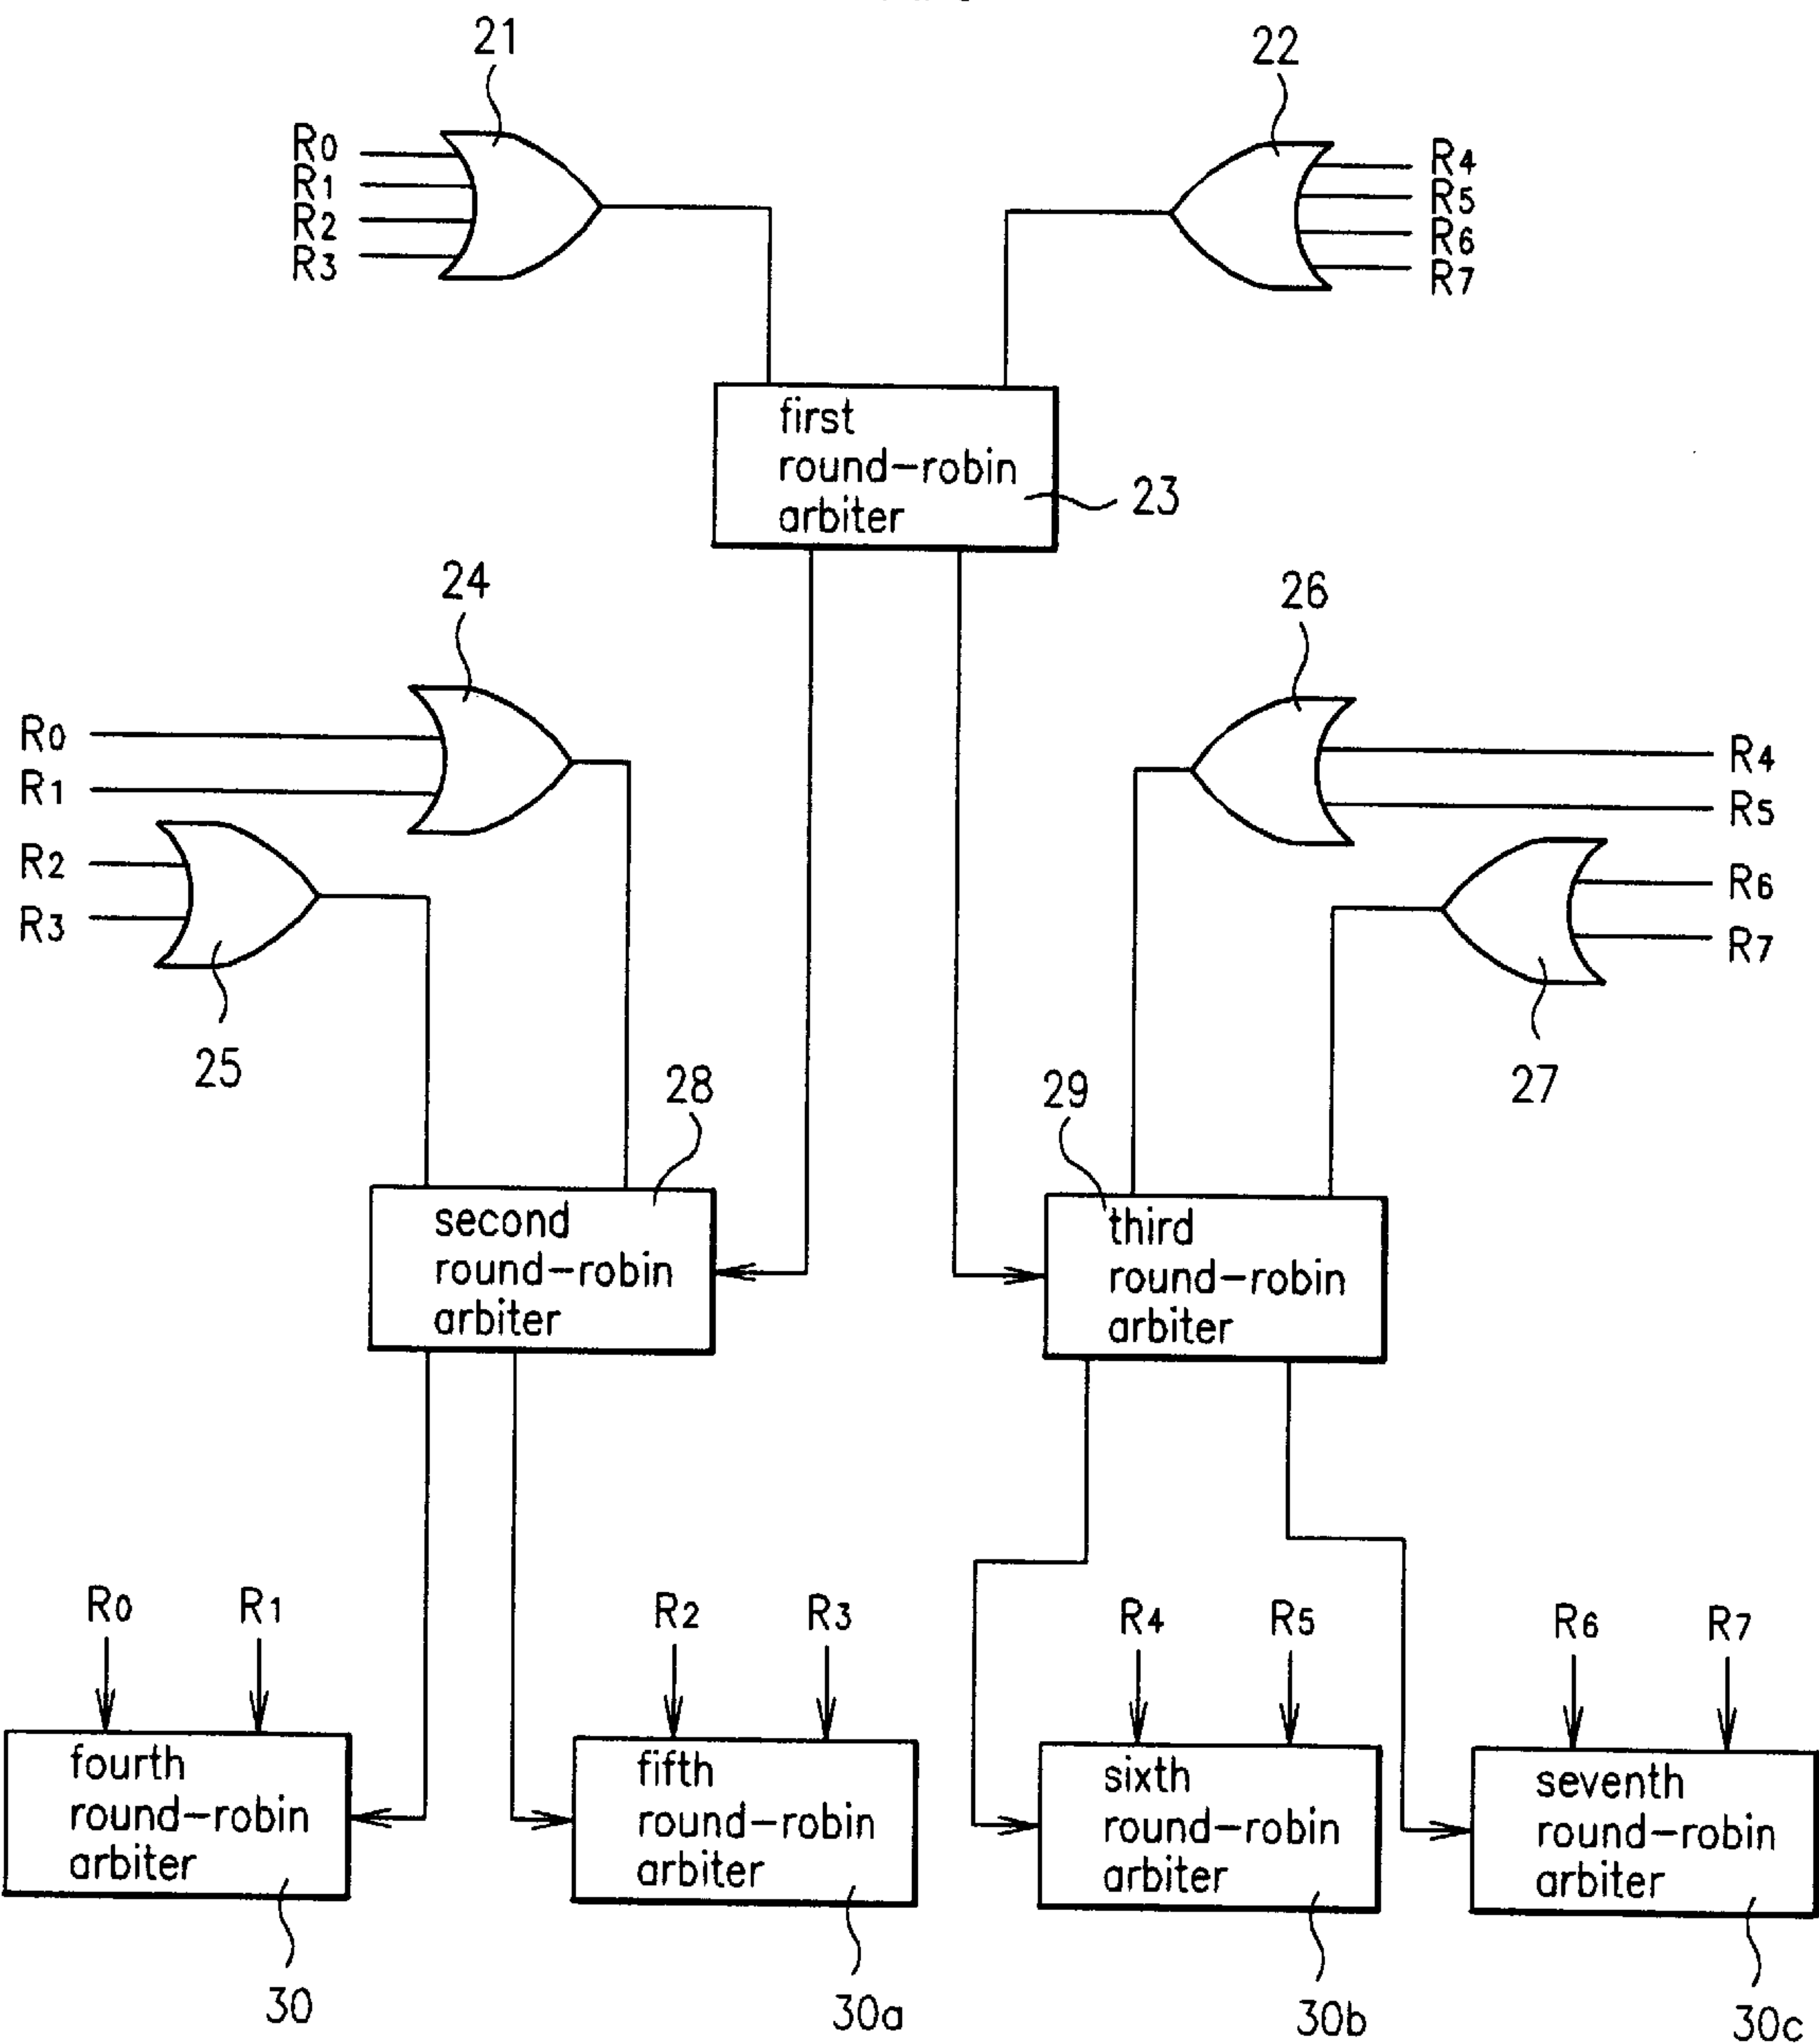 21
22
R0
R1
R2
R3
R4
R5
R6
R7
first
round-robin
arbiter
23
24
26
R0
R1
R2
R3
R4
R5
R6
R7
25
27
28
29
second
round-robin
arbiter
third
round-robin
arbiter
R0
R1
R2
R3
R4
R5
R6
R7
fourth
round-robin
arbiter
fifth
round-robin
arbiter
sixth
round-robin
arbiter
seventh
round-robin
arbiter
30
30a
30b
30c